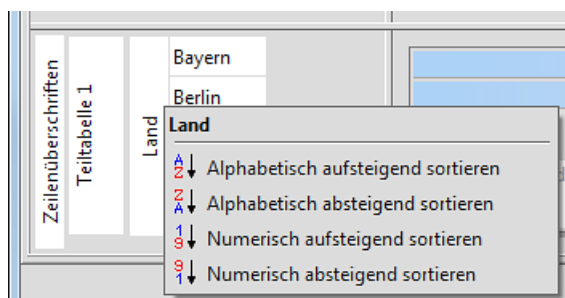 Zeilenüberschriften
Teiltabelle 1
Land
Bayern
Berlin
Land
Alphabetisch aufsteigend sortieren
Alphabetisch absteigend sortieren
Numerisch aufsteigend sortieren
Numerisch absteigend sortieren